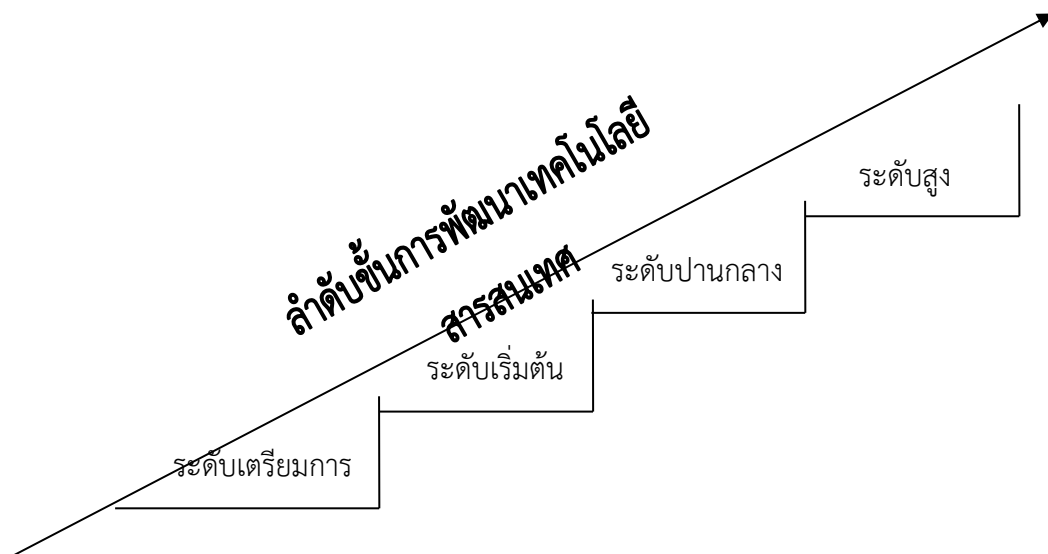 ลำดับขั้นการพัฒนาเทคโนโลยี
สารสนเทศ
ระดับสูง
ระดับปานกลาง
ระดับเริ่มต้น
ระดับเตรียมการ